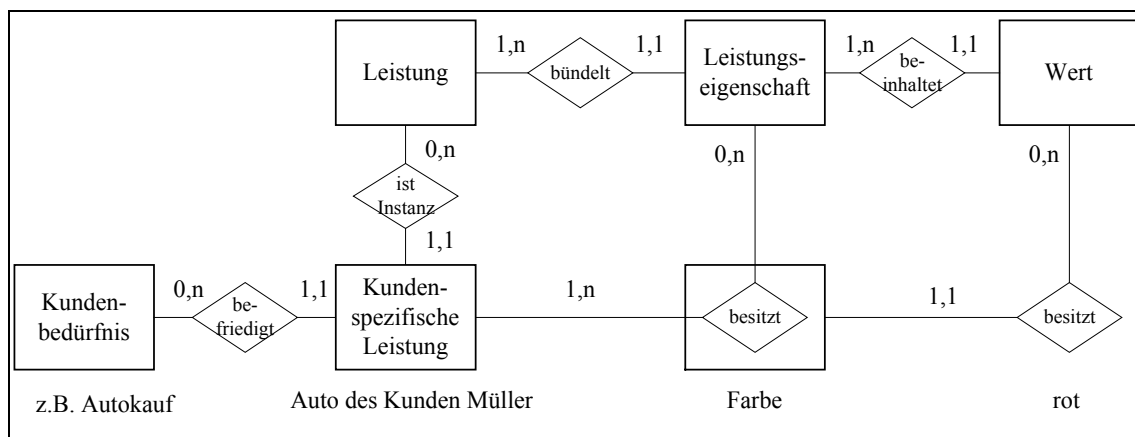 1,n
1,1
1,n
1,1
Leistung
bündelt
Leistungs-
eigenschaft
be-
inhaltet
Wert
0,n
0,n
0,n
ist
Instanz
1,1
Kunden-
bedürfnis
0,n
be-
friedigt
1,1
Kunden-
spezifische
Leistung
1,n
besitzt
1,1
besitzt
z.B. Autokauf
Auto des Kunden Müller
Farbe
rot